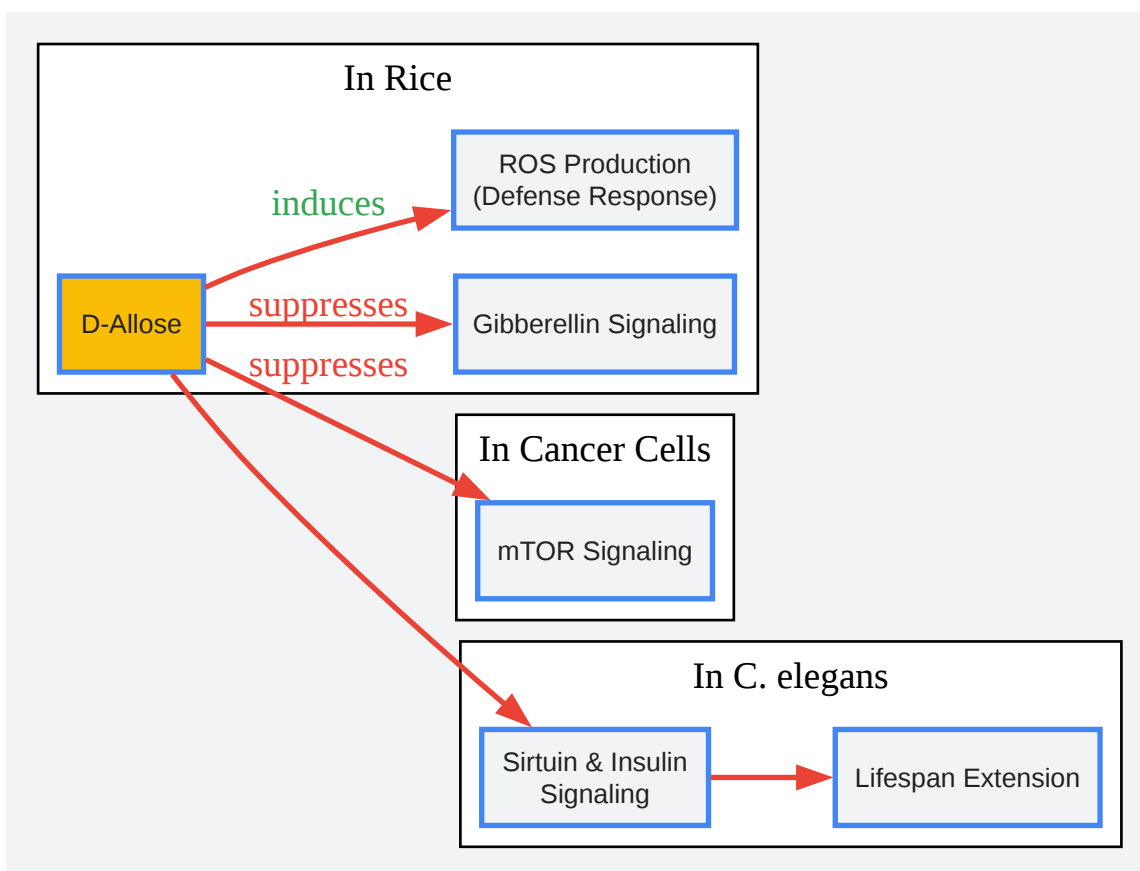 In Rice
ROS Production
(Defense Response)
induces
suppresses
D-Allose
Gibberellin Signaling
suppresses
In Cancer Cells
mTOR Signaling
In C. elegans
Sirtuin & Insulin
Signaling
Lifespan Extension